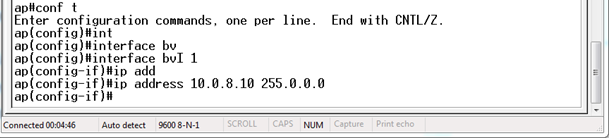 ap#conf t
Enter configuration commands, one per line.  End with CNTL/Z.
ap(config)#int
ap(config)#interface bv
ap(config)#interface bvI 1
ap(config-if)#ip add
ap(config-if)#ip address 10.0.8.10 255.0.0.0
ap(config-if)#
Connected 00:04:46 Auto detect 9600 8-N-1 SCROLL CAPS NUM Capture Print echo